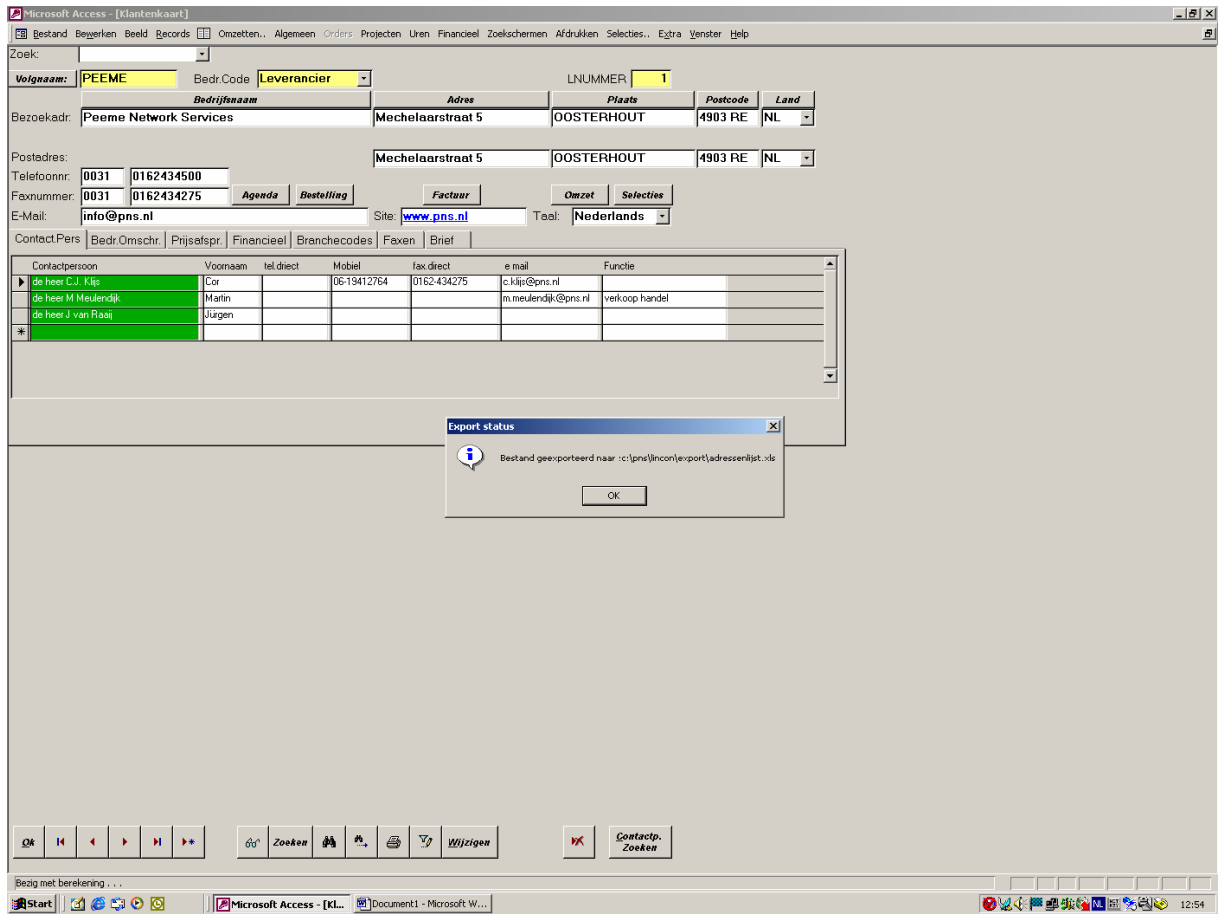 Microsoft Access - [Klantenkaart]
Bestand Bewerken Beeld Records Omzetten.. Algemeen Orders Projecten Uren Financieel Zoekschermen Afdrukken Selecties.. Extra Venster Help
Zoek:
Volgnaam: PEEME Bedr.Code Leverancier LNUMMER 1
Bedrijfsnaam Adres Plaats Postcode Land
Bezoekadr. Peeme Network Services Mechelaarstraat 5 OOSTERHOUT 4903 RE NL
Postadres: Mechelaarstraat 5 OOSTERHOUT 4903 RE NL
Telefoonnr. 0031 0162434500
Faxnummer: 0031 0162434275 Agenda Bestelling Factuur Omzet Selecties
E-Mail: info@pns.nl Site: www.pns.nl Taal: Nederlands
Contact.Pers Bedr.Omschr. Prijsafspr. Financieel Branchecodes Faxen Brief
Contactpersoon Voornaam tel.driect Mobiel fax.direct e mail Functie
de heer C.J. Klijs Cor 06-19412764 0162-434275 c.klijs@pns.nl
de heer M Meulendijk Martin m.meulendijk@pns.nl verkoop handel
de heer J van Raaij Jürgen
Export status
Bestand geexporteerd naar :c:\pns\lincon\export\adressenlijst.xls
OK
Ok Zoeken Wijzigen Contactp. Zoeken
Bezig met berekening . . .
Start Microsoft Access - [Kl... Document1 - Microsoft W... NL 12:54